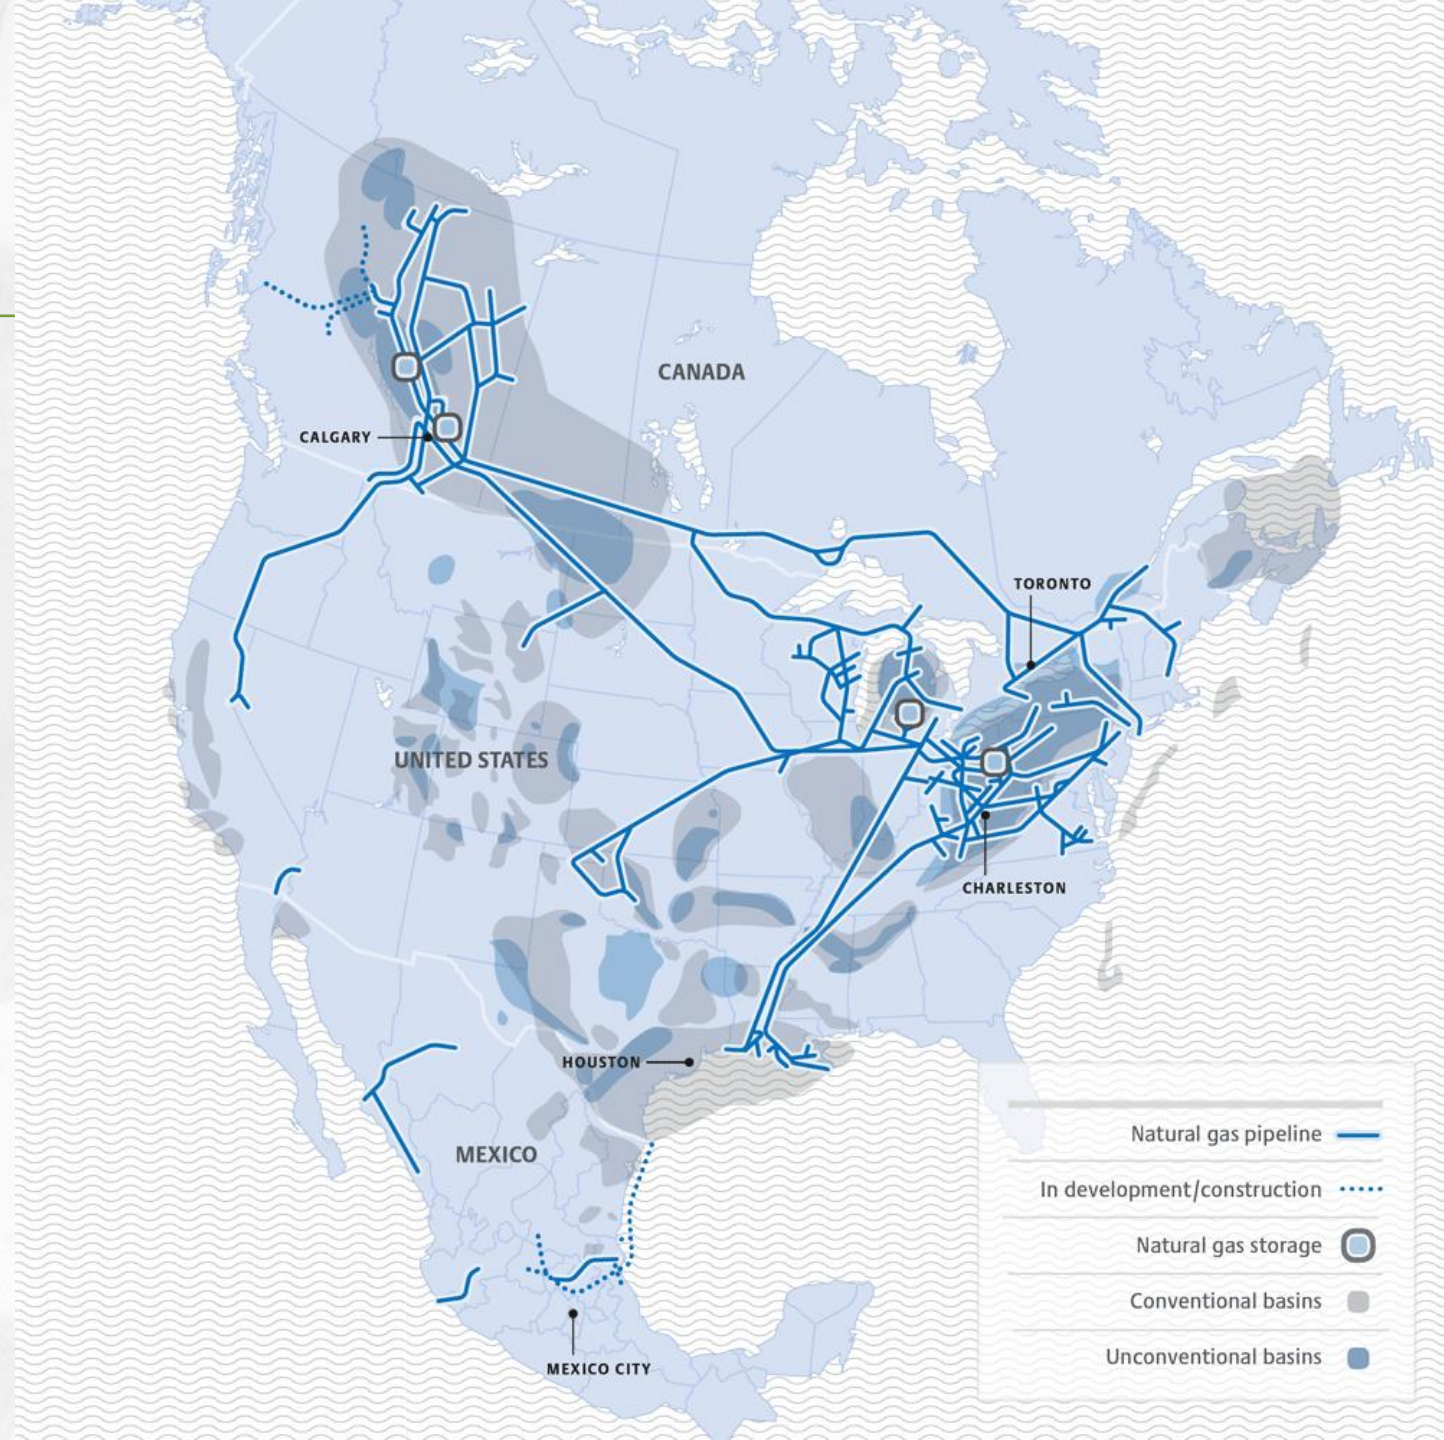 CANADA
CALGARY
TORONTO
UNITED STATES
CHARLESTON
HOUSTON
MEXICO
MEXICO CITY
Natural gas pipeline
In development/construction
Natural gas storage
Conventional basins
Unconventional basins